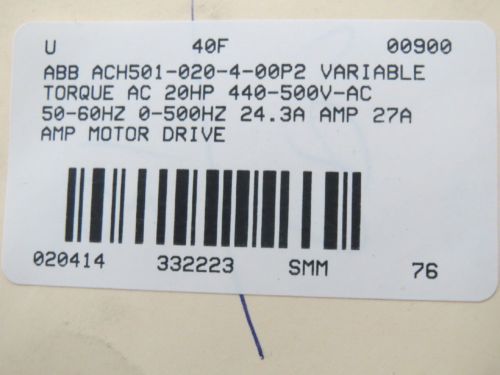 U 40F 00900
ABB ACH501-020-4-00P2 VARIABLE
TORQUE AC 20HP 440-500V-AC
50-60HZ 0-500HZ 24.3A AMP 27A
AMP MOTOR DRIVE
020414 332223 SMM 76